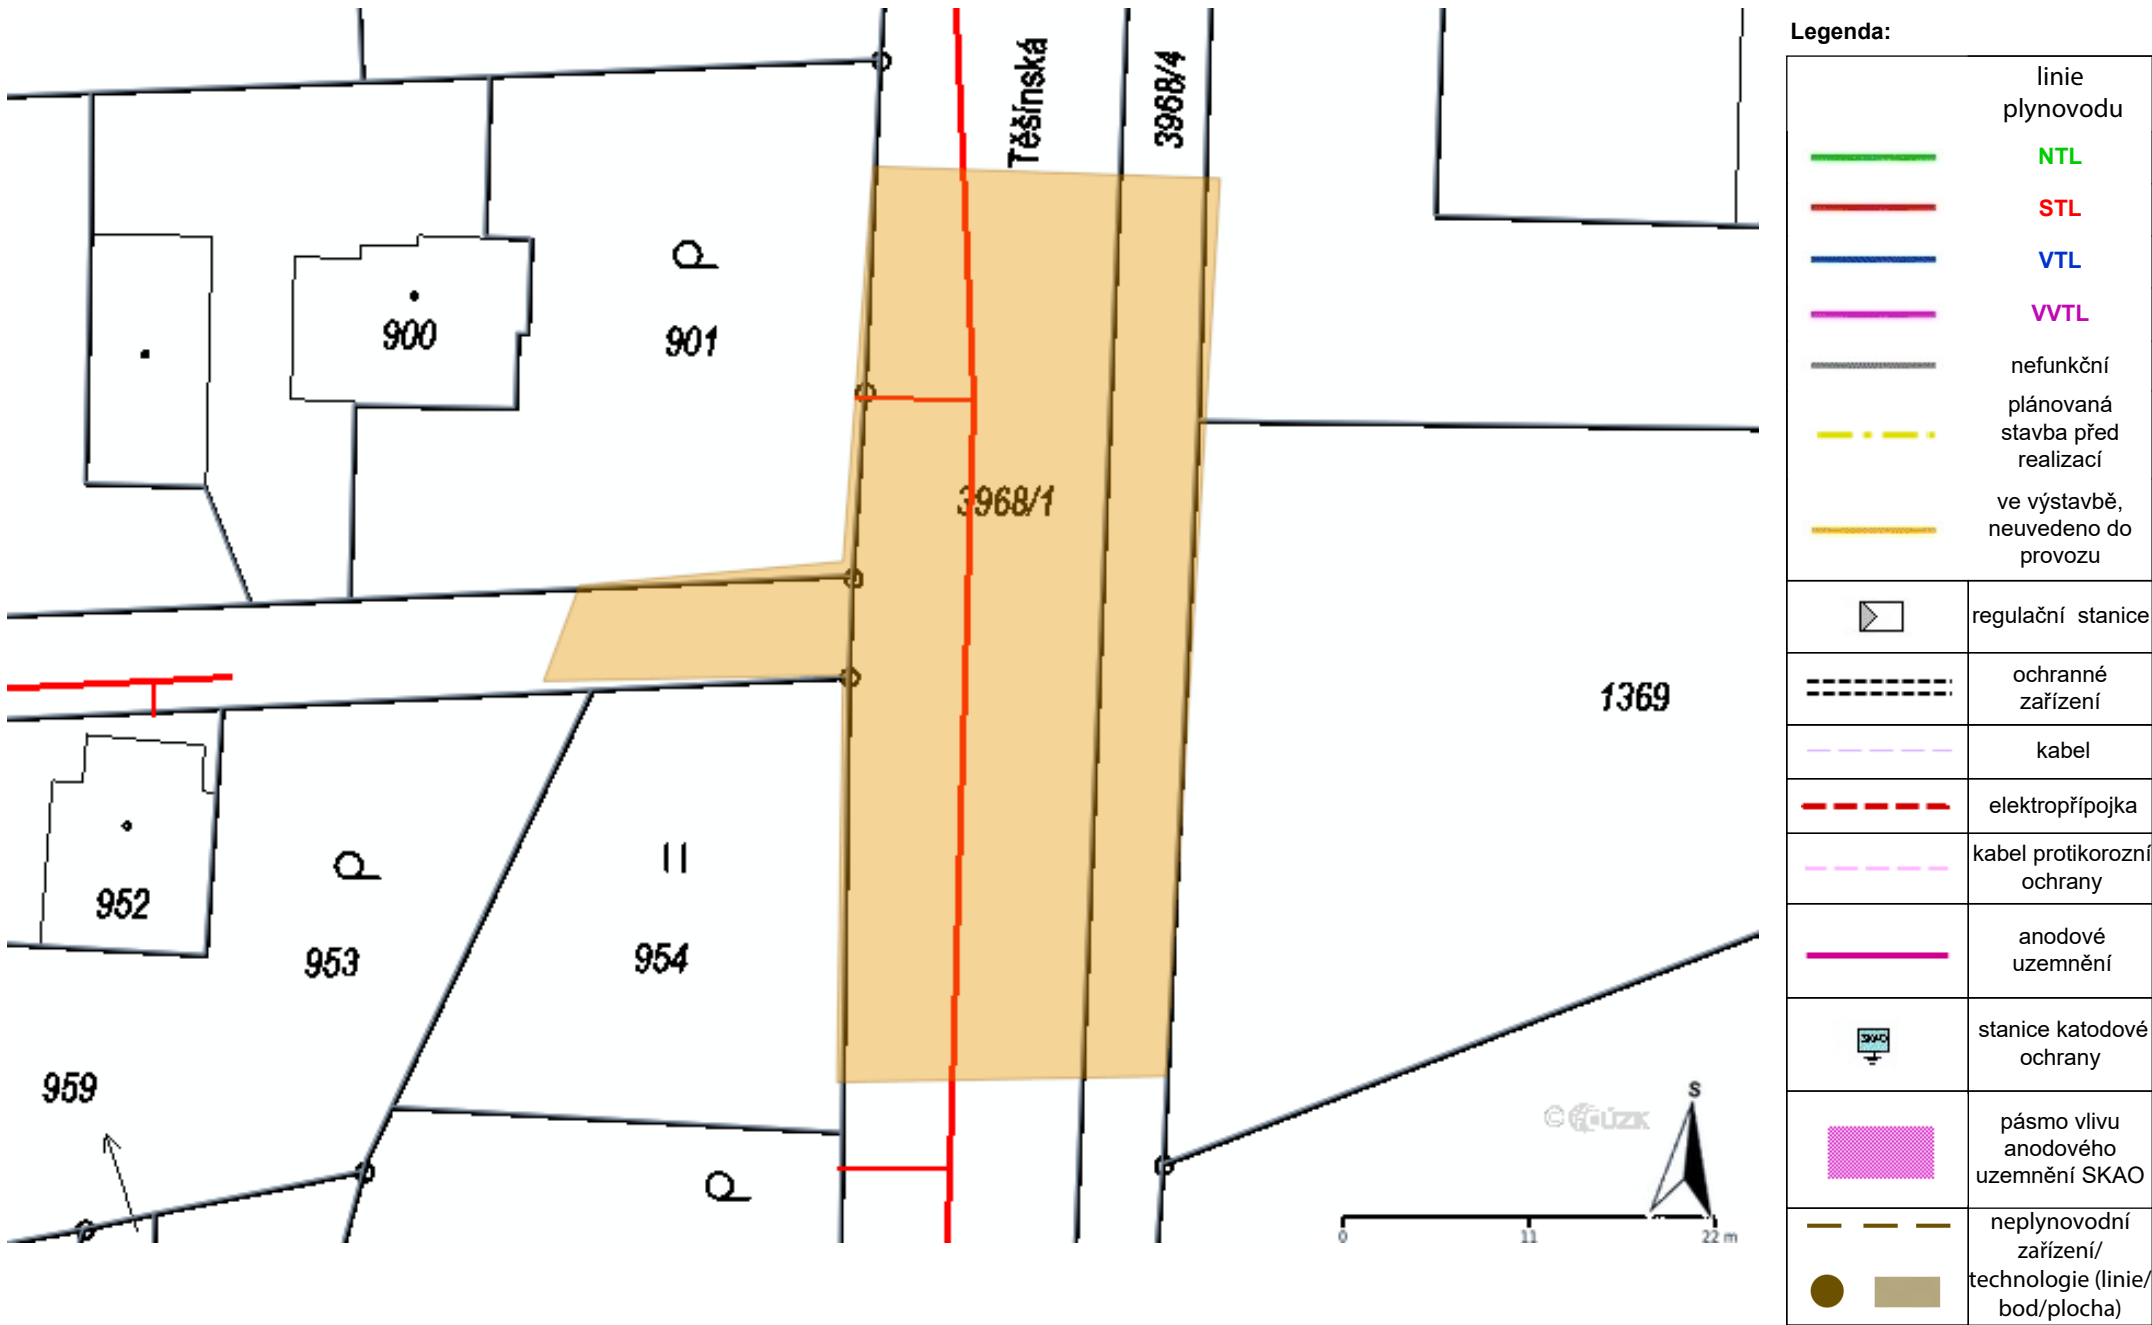 Těšínská
3968/4
900
901
3968/1
1369
952
953
954
959
S
© ČÚZK
0 11 22 m
Legenda:
linie
plynovodu
NTL
STL
VTL
VVTL
nefunkční
plánovaná
stavba před
realizací
ve výstavbě,
neuvedeno do
provozu
regulační stanice
ochranné
zařízení
kabel
elektropřípojka
kabel protikorozní
ochrany
anodové
uzemnění
SKAO
stanice katodové
ochrany
pásmo vlivu
anodového
uzemnění SKAO
neplynovodní
zařízení/
technologie (linie/
bod/plocha)